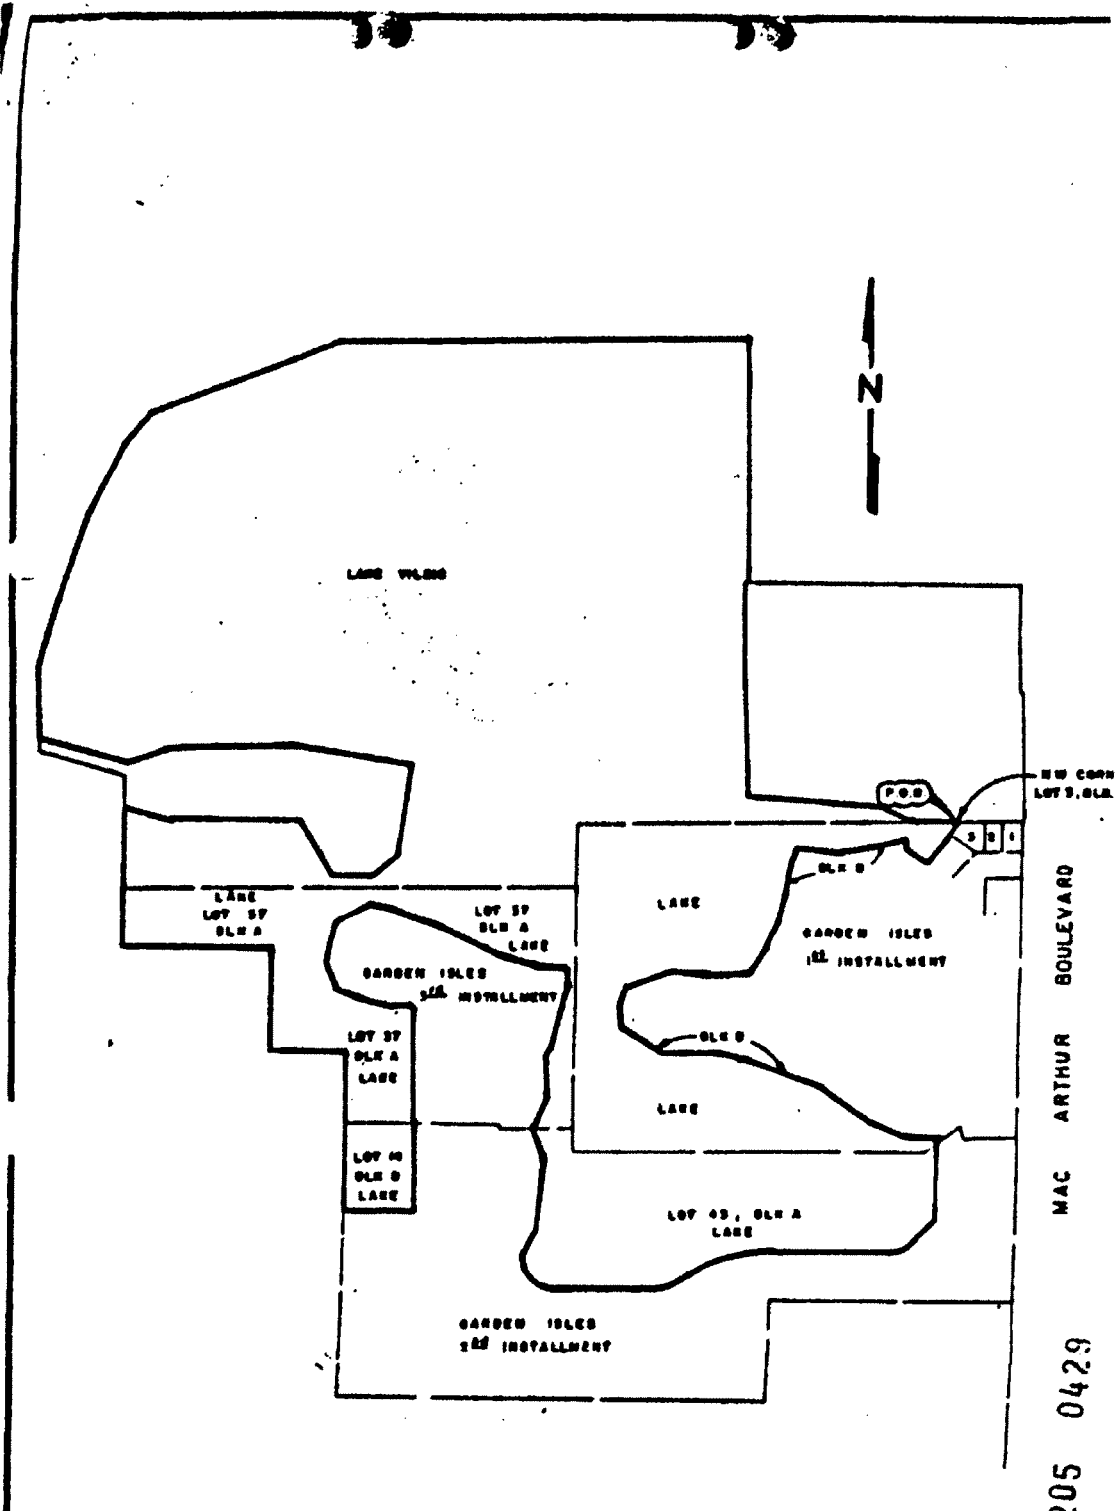 N
LAKE
NW CORN
LOT 3, BLK.
P.O.B
3 2 1
BLK B
LAKE
LOT 37
BLK A
LOT 37
BLK A
LAKE
LAKE
GARDEN ISLES
1st INSTALLMENT
GARDEN ISLES
3rd INSTALLMENT
LOT 37
BLK A
LAKE
BLK B
LAKE
BLK B
LAKE
LOT 43, BLK A
LAKE
GARDEN ISLES
2nd INSTALLMENT
MAC ARTHUR BOULEVARD
205 0429